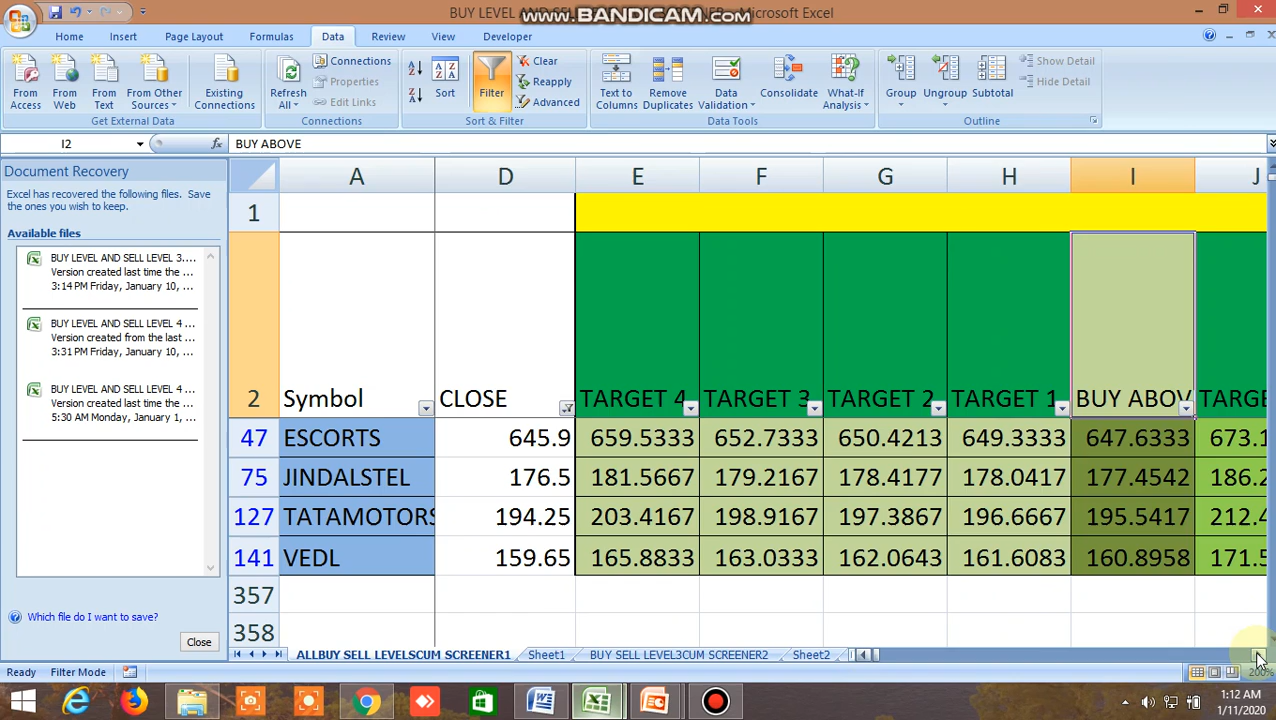 BUY LEVEL AND SELL
www.BANDICAM.com
Microsoft Excel
Home Insert Page Layout Formulas Data Review View Developer
From Access
From Web
From Text
From Other Sources
Existing Connections
Get External Data
Refresh All
Connections
Properties
Edit Links
Connections
Sort
Filter
Clear
Reapply
Advanced
Sort & Filter
Text to Columns
Remove Duplicates
Data Validation
Consolidate
What-If Analysis
Data Tools
Group
Ungroup
Subtotal
Show Detail
Hide Detail
Outline
I2 fx BUY ABOVE
Document Recovery
Excel has recovered the following files. Save
the ones you wish to keep.
Available files
BUY LEVEL AND SELL LEVEL 3....
Version created last time the ...
3:14 PM Friday, January 10, ...
BUY LEVEL AND SELL LEVEL 4 ...
Version created from the last ...
3:31 PM Friday, January 10, ...
BUY LEVEL AND SELL LEVEL 4 ...
Version created last time the ...
5:30 AM Monday, January 1, ...
Which file do I want to save?
Close
A D E F G H I J
1
2 Symbol CLOSE TARGET 4 TARGET 3 TARGET 2 TARGET 1 BUY ABOV TARGE
47 ESCORTS 645.9 659.5333 652.7333 650.4213 649.3333 647.6333 673.1
75 JINDALSTEL 176.5 181.5667 179.2167 178.4177 178.0417 177.4542 186.2
127 TATAMOTORS 194.25 203.4167 198.9167 197.3867 196.6667 195.5417 212.4
141 VEDL 159.65 165.8833 163.0333 162.0643 161.6083 160.8958 171.5
357
358
ALLBUY SELL LEVELSCUM SCREENER1 Sheet1 BUY SELL LEVEL3CUM SCREENER2 Sheet2
Ready Filter Mode 200%
1:12 AM
1/11/2020